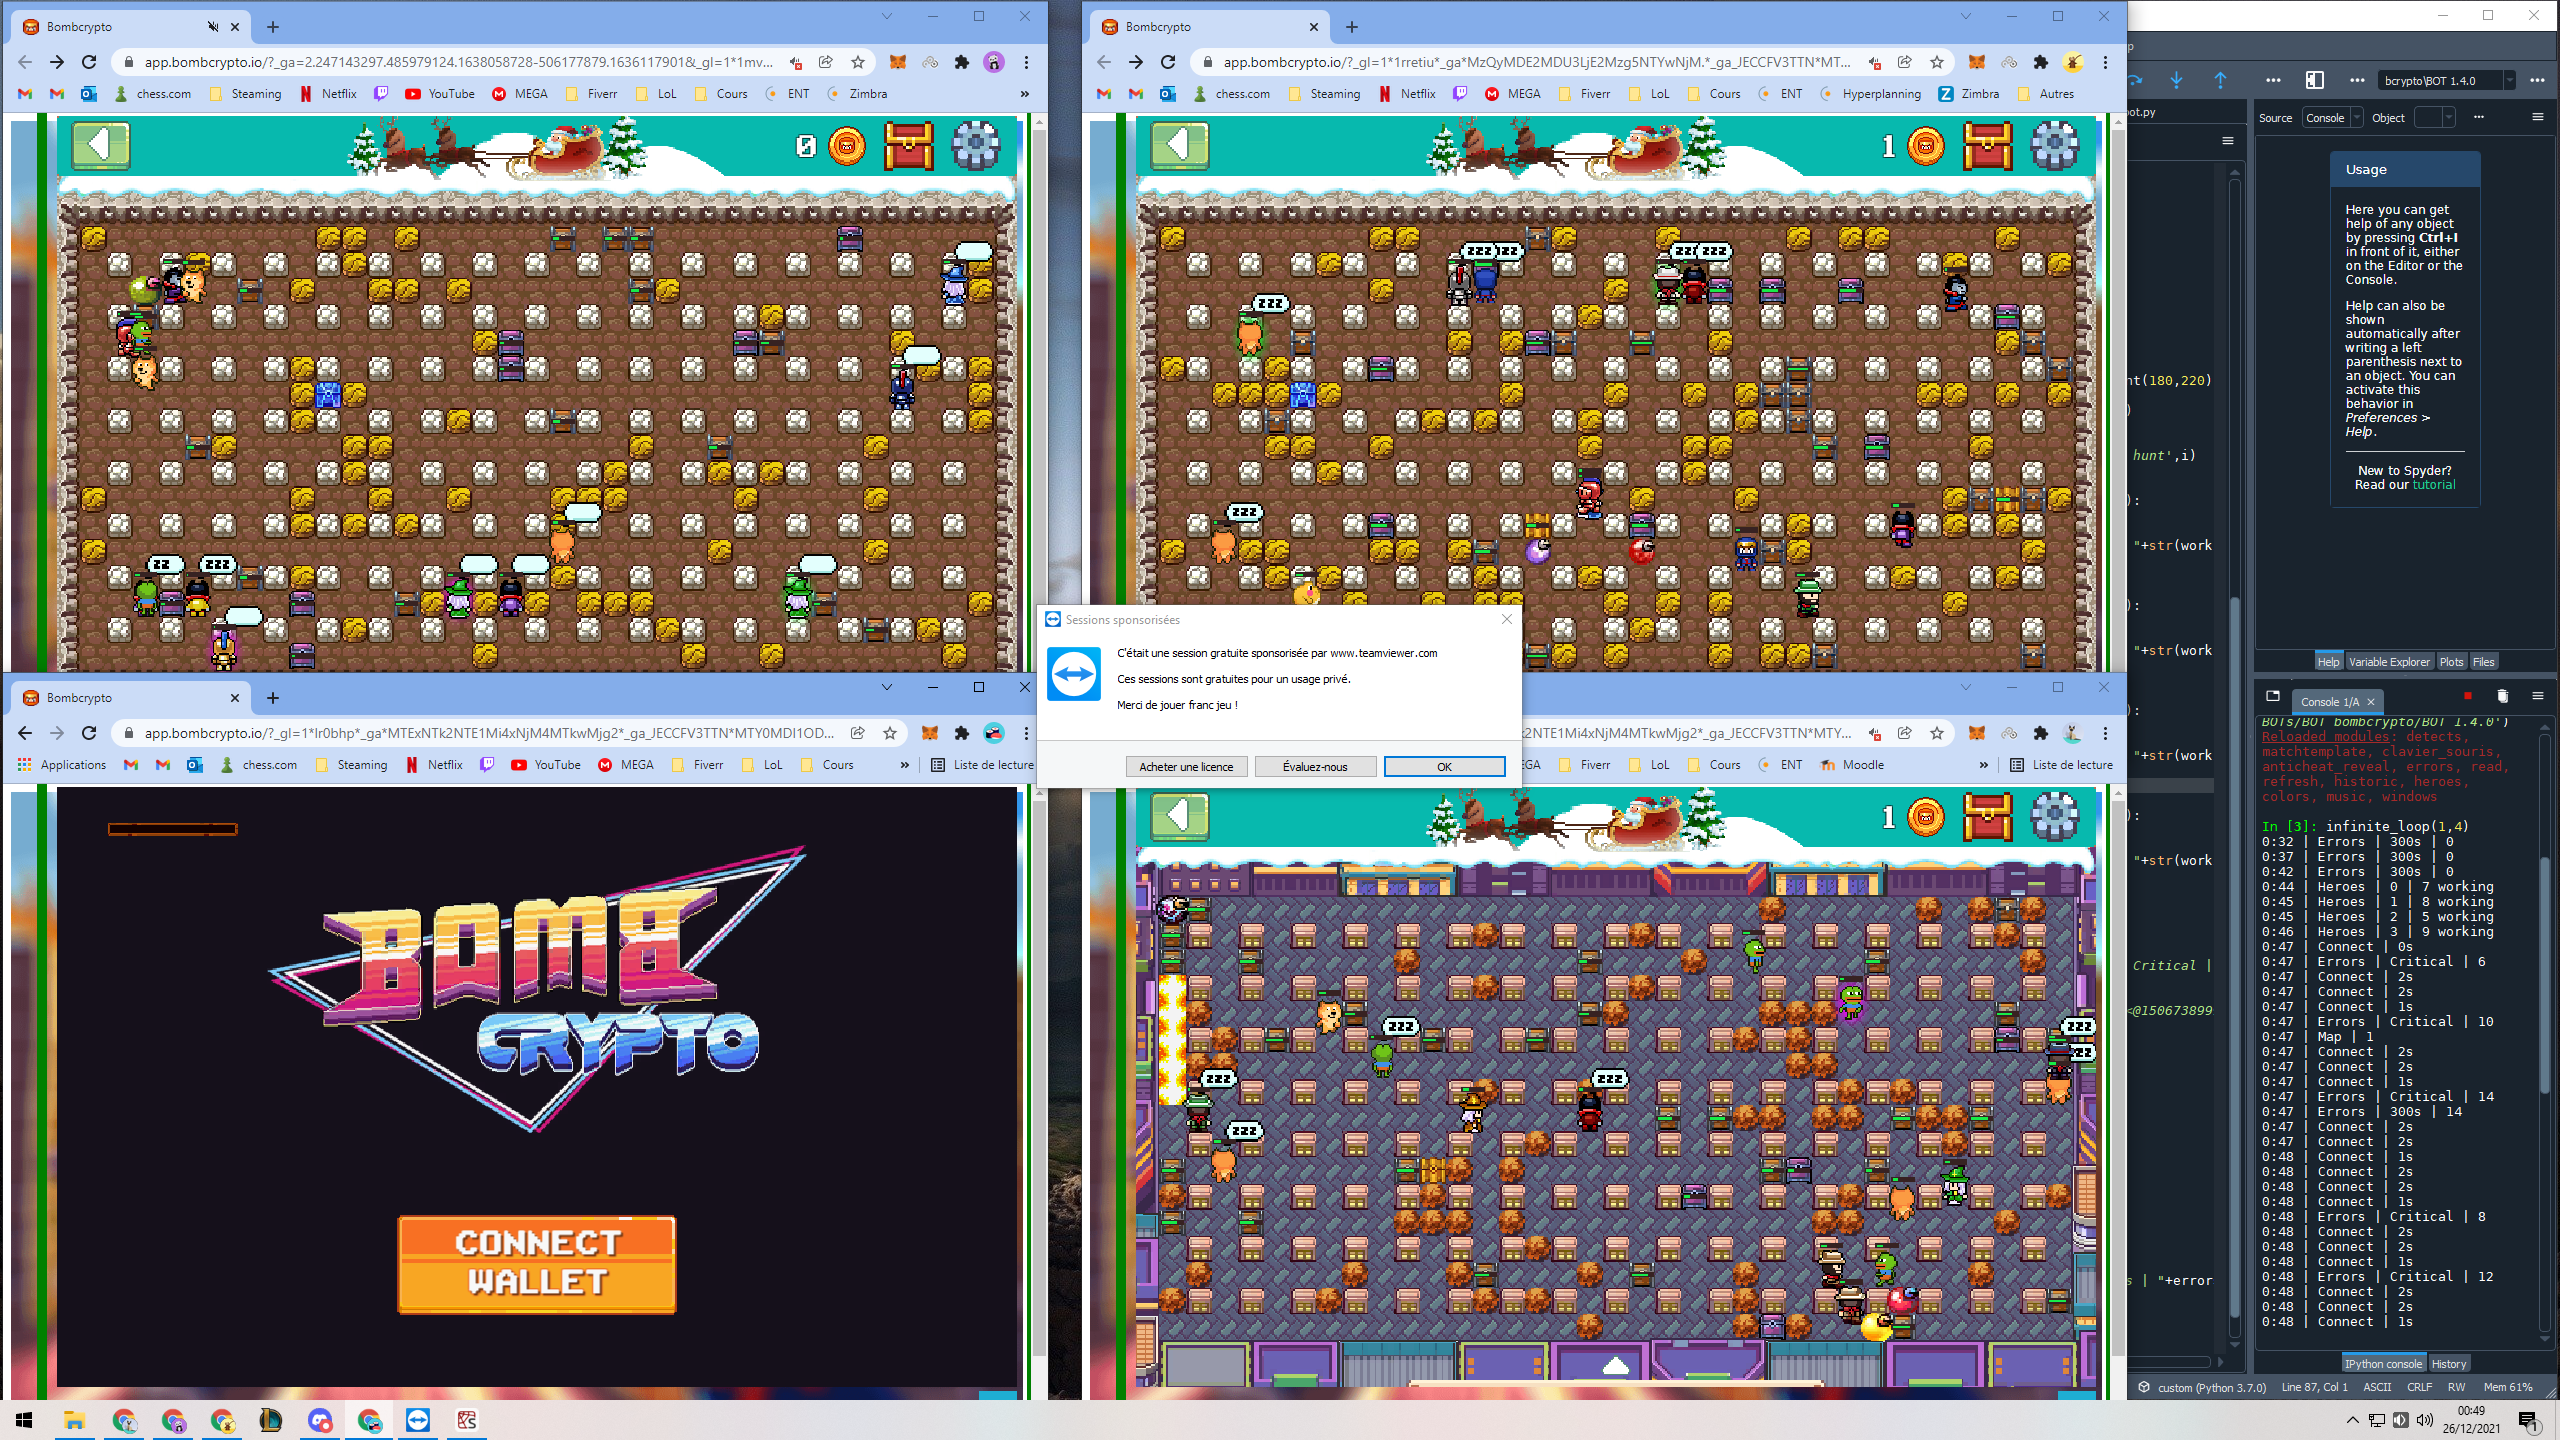 Bombcrypto
app.bombcrypto.io/?_ga=2.247143297.485979124.1638058728-506177879.1636117901&_gl=1*1mv...
chess.com Steaming Netflix YouTube MEGA Fiverr LoL Cours ENT Zimbra »
0
zz zzz
Bombcrypto
app.bombcrypto.io/?_gl=1*1rretiu*_ga*MzQyMDE2MDU3LjE2Mzg5NTYwNjM.*_ga_JECCFV3TTN*MT...
chess.com Steaming Netflix MEGA Fiverr LoL Cours ENT Hyperplanning Zimbra Autres
1
zzz
zzz
zzz
zzz
Sessions sponsorisées
C'était une session gratuite sponsorisée par www.teamviewer.com
Ces sessions sont gratuites pour un usage privé.
Merci de jouer franc jeu !
Acheter une licence Évaluez-nous OK
Bombcrypto
app.bombcrypto.io/?_gl=1*lr0bhp*_ga*MTExNTk2NTE1Mi4xNjM4MTkwMjg2*_ga_JECCFV3TTN*MTY0MDI1OD...
Applications chess.com Steaming Netflix YouTube MEGA Fiverr LoL Cours » Liste de lecture
BOMB
CRYPTO
CONNECT
WALLET
k2NTE1Mi4xNjM4MTkwMjg2*_ga_JECCFV3TTN*MTY...
EGA Fiverr LoL Cours ENT Moodle » Liste de lecture
1
zzz
zzz
zzz
zzz
zzz
bcrypto\BOT 1.4.0
ot.py
nt(180,220)
)
hunt',i)
):
"+str(work
):
"+str(work
):
"+str(work
):
"+str(work
Critical |
<@150673899
s | "+error
Source Console Object
Usage
Here you can get
help of any object
by pressing Ctrl+I
in front of it, either
on the Editor or the
Console.
Help can also be
shown
automatically after
writing a left
parenthesis next to
an object. You can
activate this
behavior in
Preferences >
Help.
New to Spyder?
Read our tutorial
Help Variable Explorer Plots Files
Console 1/A
BOTs/BOT bombcrypto/BOT 1.4.0')
Reloaded modules: detects,
matchtemplate, clavier_souris,
anticheat_reveal, errors, read,
refresh, historic, heroes,
colors, music, windows
In [3]: infinite_loop(1,4)
0:32 | Errors | 300s | 0
0:37 | Errors | 300s | 0
0:42 | Errors | 300s | 0
0:44 | Heroes | 0 | 7 working
0:45 | Heroes | 1 | 8 working
0:45 | Heroes | 2 | 5 working
0:46 | Heroes | 3 | 9 working
0:47 | Connect | 0s
0:47 | Errors | Critical | 6
0:47 | Connect | 2s
0:47 | Connect | 2s
0:47 | Connect | 1s
0:47 | Errors | Critical | 10
0:47 | Map | 1
0:47 | Connect | 2s
0:47 | Connect | 2s
0:47 | Connect | 1s
0:47 | Errors | Critical | 14
0:47 | Errors | 300s | 14
0:47 | Connect | 2s
0:47 | Connect | 2s
0:48 | Connect | 1s
0:48 | Connect | 2s
0:48 | Connect | 2s
0:48 | Connect | 1s
0:48 | Errors | Critical | 8
0:48 | Connect | 2s
0:48 | Connect | 2s
0:48 | Connect | 1s
0:48 | Errors | Critical | 12
0:48 | Connect | 2s
0:48 | Connect | 2s
0:48 | Connect | 1s
IPython console History
custom (Python 3.7.0) Line 87, Col 1 ASCII CRLF RW Mem 61%
00:49
26/12/2021
1